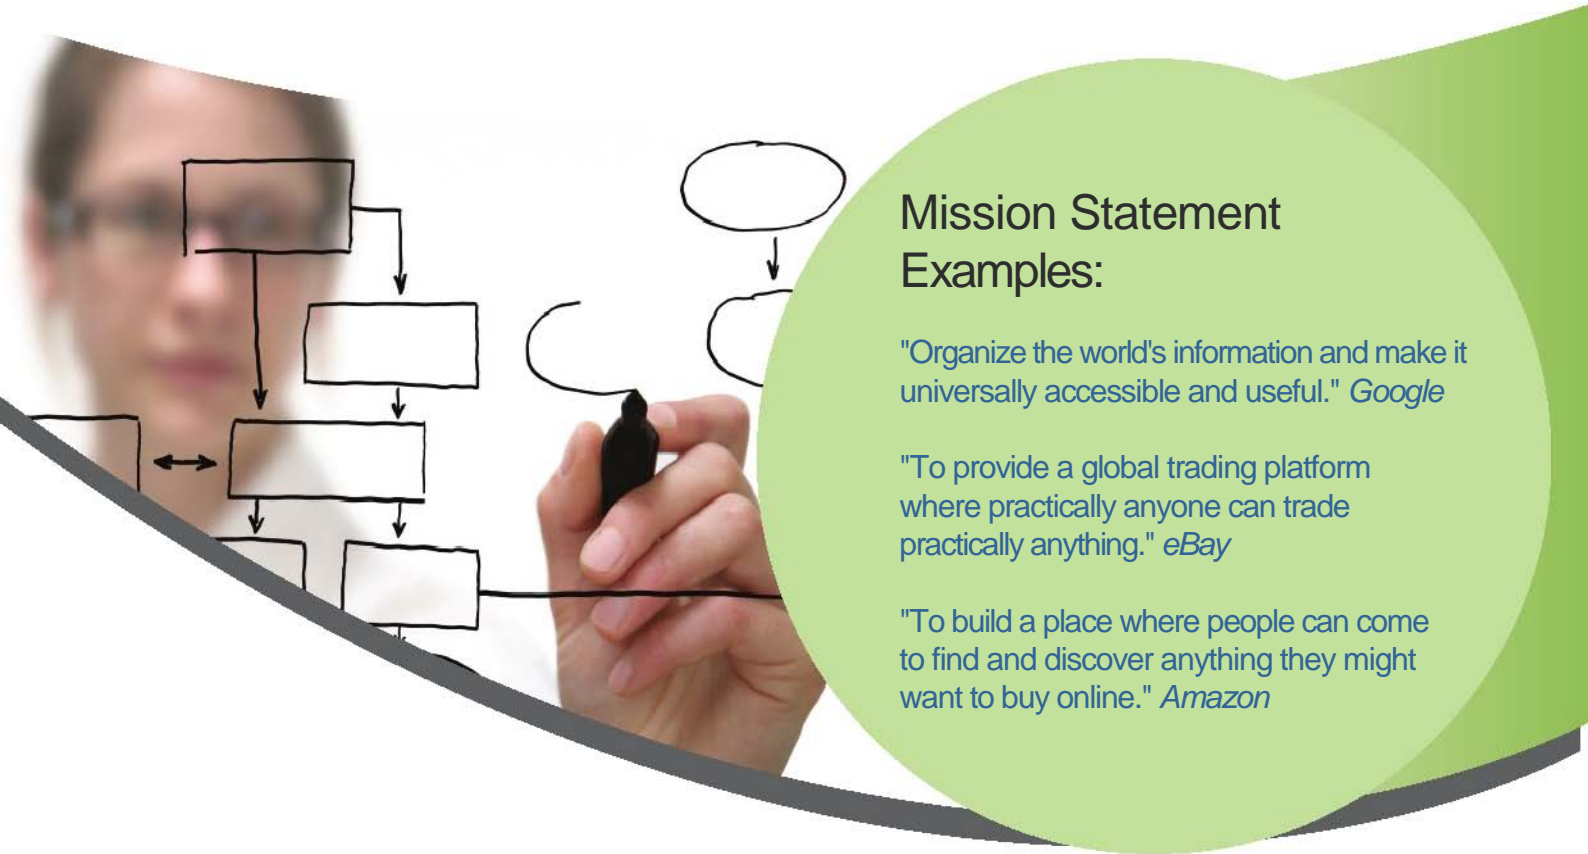 Mission Statement
Examples:
"Organize the world's information and make it
universally accessible and useful." Google
"To provide a global trading platform
where practically anyone can trade
practically anything." eBay
"To build a place where people can come
to find and discover anything they might
want to buy online." Amazon